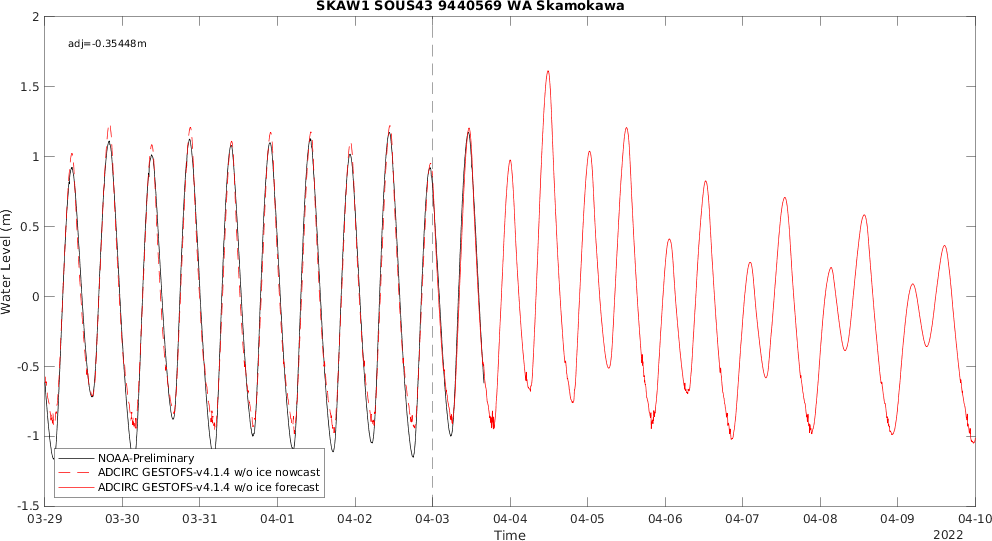 SKAW1 SOUS43 9440569 WA Skamokawa
adj=-0.35448m
Water Level (m)
2
1.5
1
0.5
0
-0.5
-1
-1.5
NOAA-Preliminary
ADCIRC GESTOFS-v4.1.4 w/o ice nowcast
ADCIRC GESTOFS-v4.1.4 w/o ice forecast
03-29 03-30 03-31 04-01 04-02 04-03 04-04 04-05 04-06 04-07 04-08 04-09 04-10
Time
2022